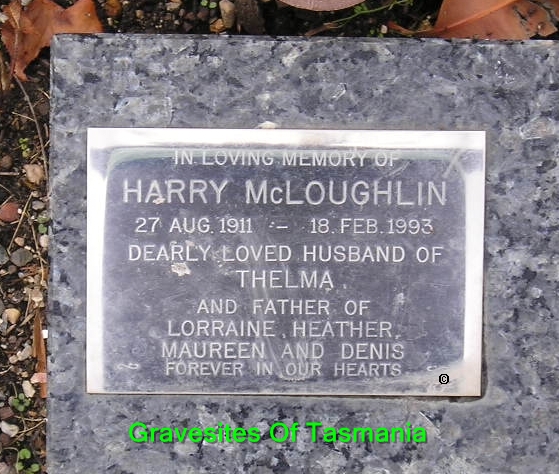 IN LOVING MEMORY OF
HARRY McLOUGHLIN
27 AUG. 1911 – 18. FEB. 1993
DEARLY LOVED HUSBAND OF
THELMA
AND FATHER OF
LORRAINE, HEATHER,
MAUREEN AND DENIS
FOREVER IN OUR HEARTS
©
Gravesites Of Tasmania